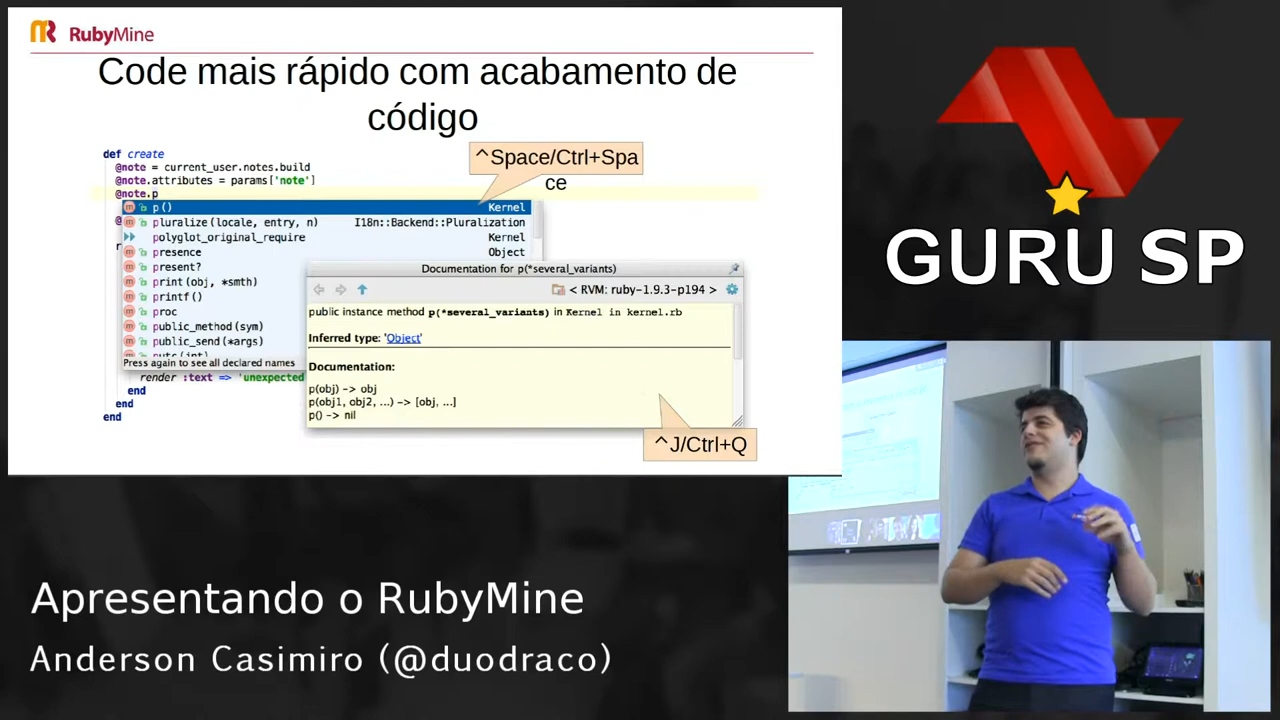 RubyMine
Code mais rápido com acabamento de
código
def create
@note = current_user.notes.build
@note.attributes = params['note']
@note.p
^Space/Ctrl+Spa
ce
p() Kernel
pluralize(locale, entry, n) I18n::Backend::Pluralization
polyglot_original_require Kernel
presence Object
present?
print(obj, *smth)
printf()
proc
public_method(sym)
public_send(*args)
putc(int)
Press again to see all declared names
render :text => 'unexpected
end
end
end
Documentation for p(*several_variants)
< RVM: ruby-1.9.3-p194 >
public instance method p(*several_variants) in Kernel in kernel.rb
Inferred type: 'Object'
Documentation:
p(obj) -> obj
p(obj1, obj2, ...) -> [obj, ...]
p() -> nil
^J/Ctrl+Q
GURU SP
Apresentando o RubyMine
Anderson Casimiro (@duodraco)